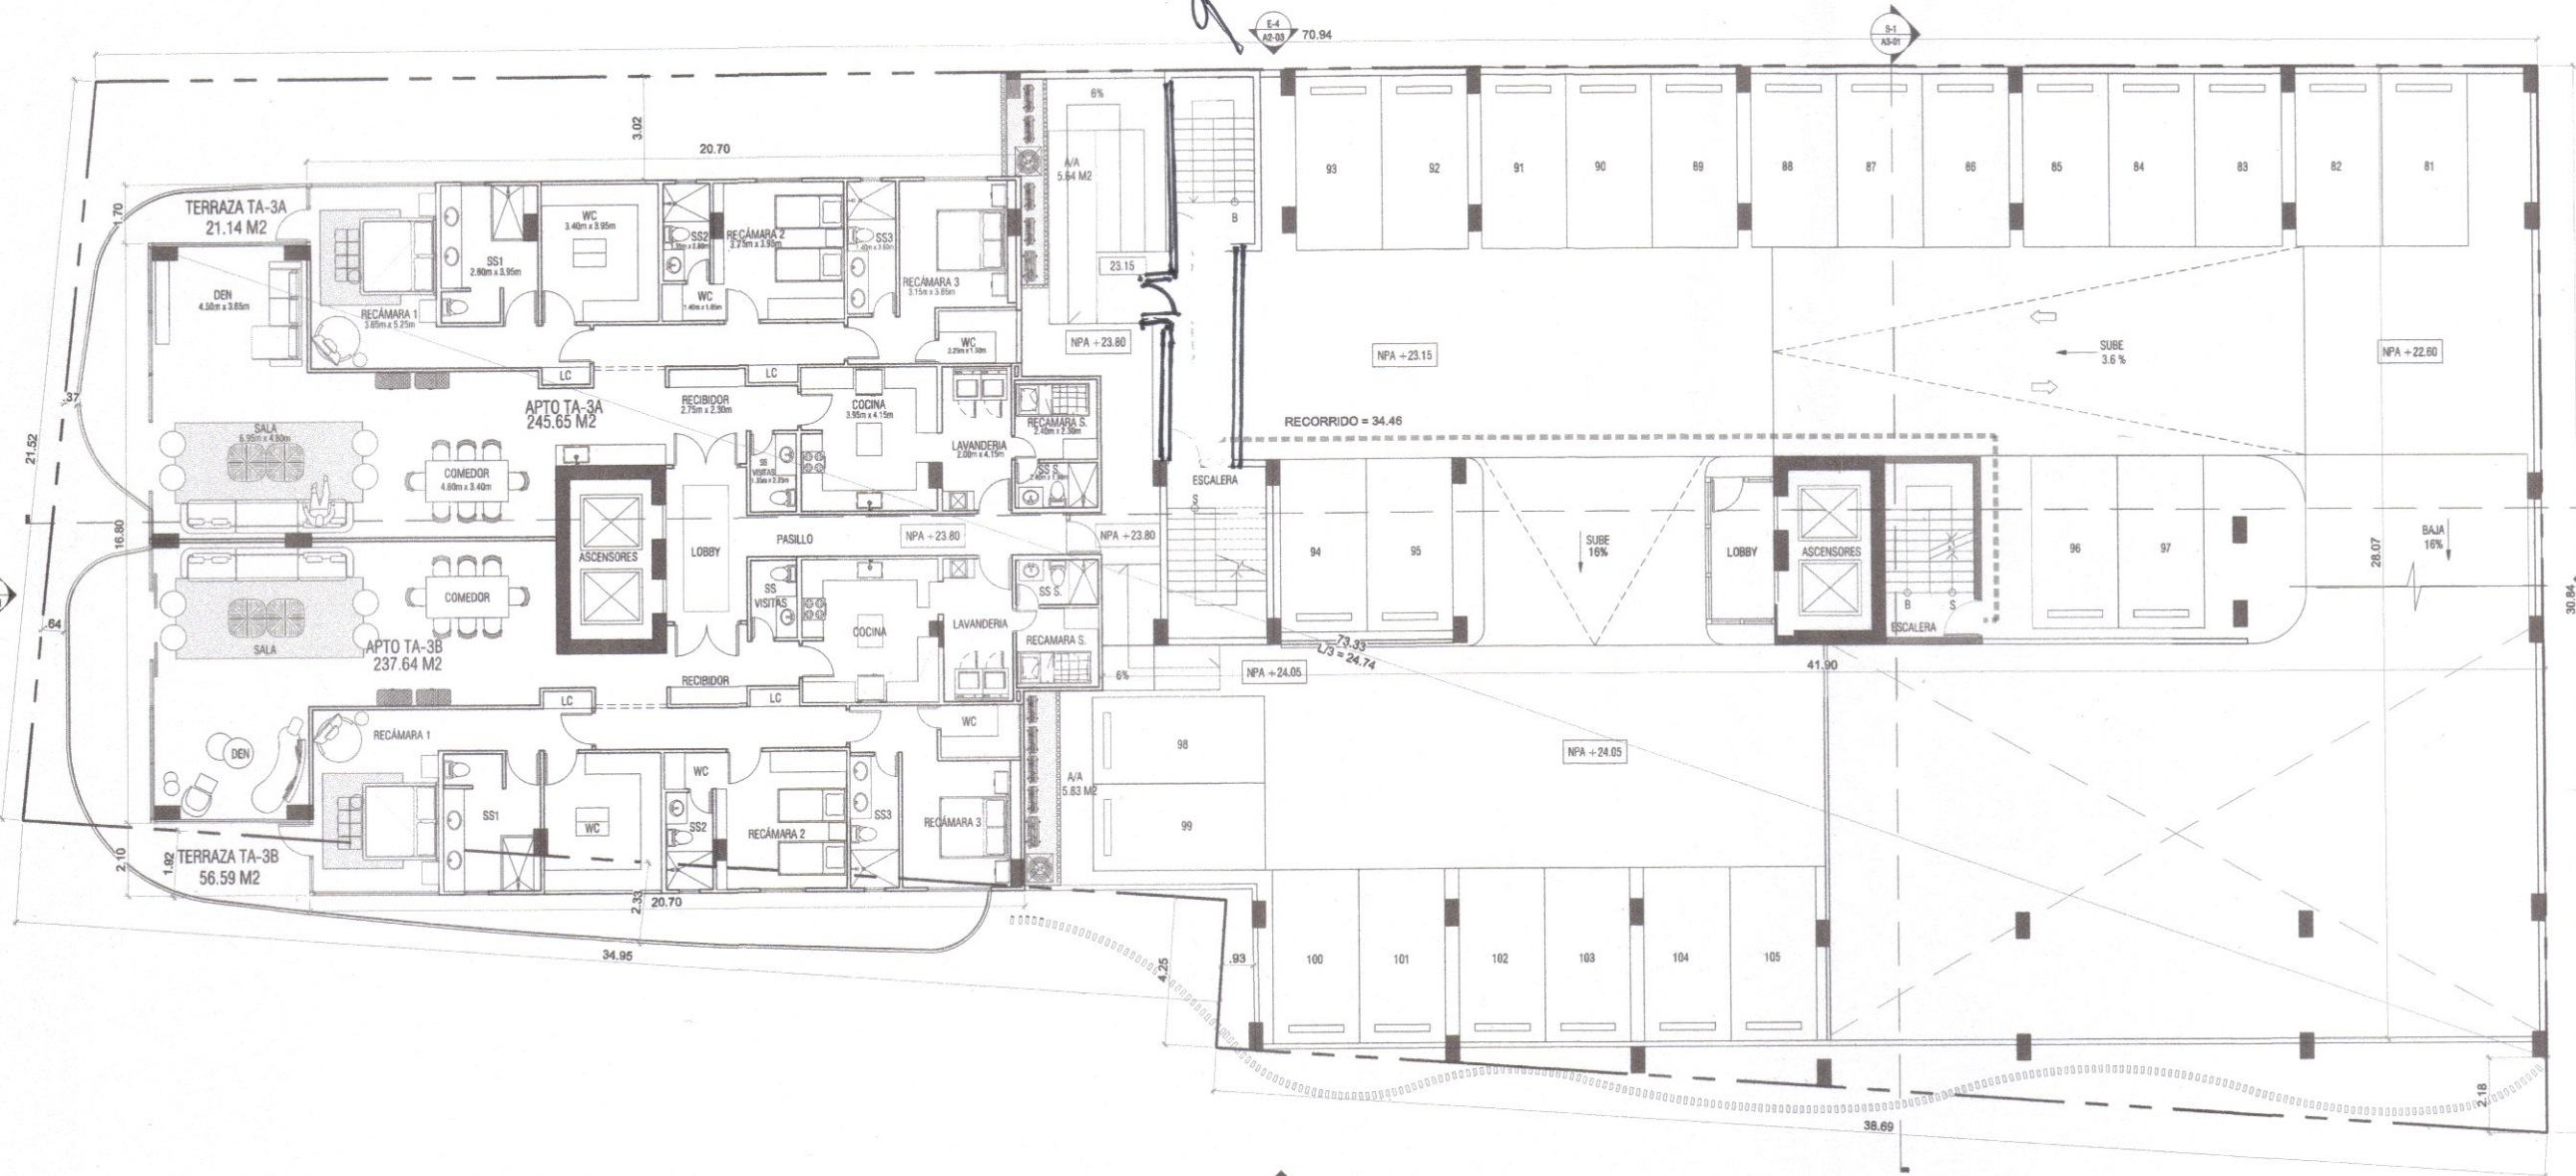 E-4
A2-03
70.94
S-1
A3-01
3.02
20.70
6%
A/A
5.64 M2
23.15
B
93
92
91
90
89
88
87
86
85
84
83
82
81
1.70
TERRAZA TA-3A
21.14 M2
DEN
4.50m x 3.65m
RECÁMARA 1
3.65m x 5.25m
SS1
2.80m x 3.95m
WC
3.40m x 3.95m
SS2
WC
RECÁMARA 2
2.75m x 3.95m
SS3
RECÁMARA 3
3.15m x 3.85m
WC
2.25m x 1.50m
NPA +23.80
NPA +23.15
SUBE
3.6 %
NPA +22.60
LC
LC
.37
21.52
16.80
APTO TA-3A
245.65 M2
RECIBIDOR
2.75m x 2.30m
COCINA
3.95m x 4.15m
LAVANDERIA
2.00m x 4.15m
RECAMARA S.
SS S.
SS
VISITAS
SALA
6.95m x 4.80m
COMEDOR
4.80m x 3.40m
RECORRIDO = 34.46
ESCALERA
S
ASCENSORES
LOBBY
PASILLO
NPA +23.80
NPA +23.80
94
95
SUBE
16%
LOBBY
ASCENSORES
B
S
ESCALERA
96
97
28.07
BAJA
16%
30.84
.64
COMEDOR
SALA
APTO TA-3B
237.64 M2
SS
VISITAS
COCINA
LAVANDERIA
SS S.
RECAMARA S.
RECIBIDOR
LC
LC
6%
NPA +24.05
73.33
L/3 = 24.74
41.90
RECÁMARA 1
DEN
SS1
WC
WC
SS2
RECÁMARA 2
SS3
WC
RECÁMARA 3
A/A
5.83 M2
98
99
NPA +24.05
2.10
1.92
TERRAZA TA-3B
56.59 M2
2.33
20.70
34.95
4.25
.93
100
101
102
103
104
105
38.69
2.18